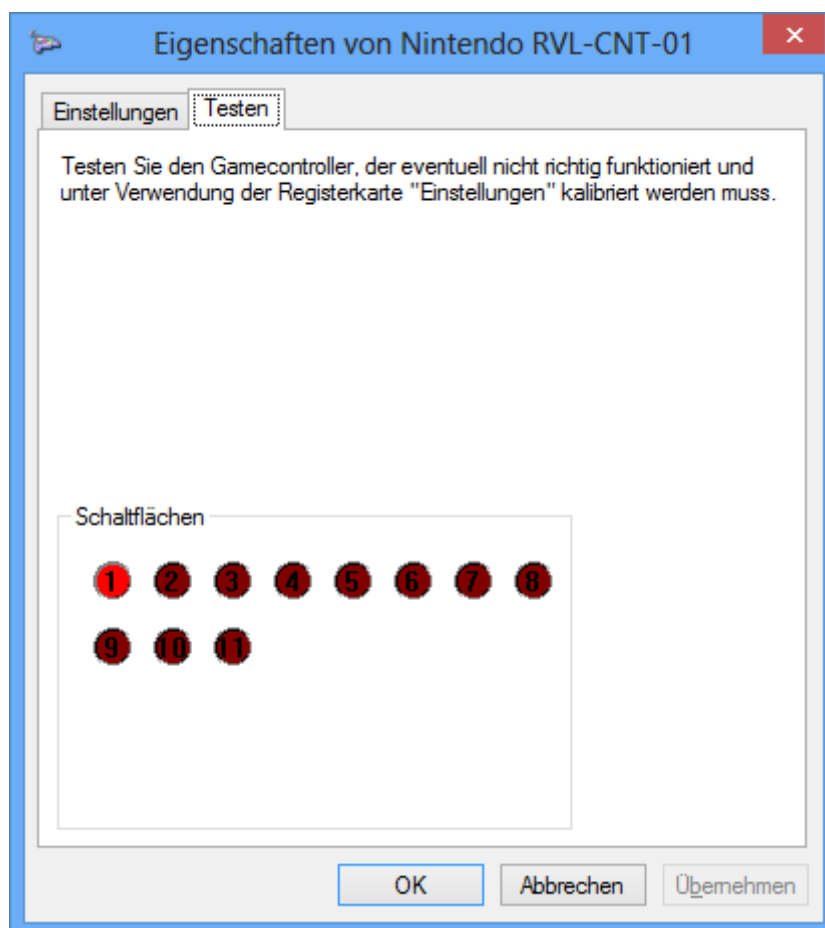 Eigenschaften von Nintendo RVL-CNT-01
Einstellungen Testen
Testen Sie den Gamecontroller, der eventuell nicht richtig funktioniert und
unter Verwendung der Registerkarte "Einstellungen" kalibriert werden muss.
Schaltflächen
1 2 3 4 5 6 7 8
9 10 11
OK Abbrechen Übernehmen